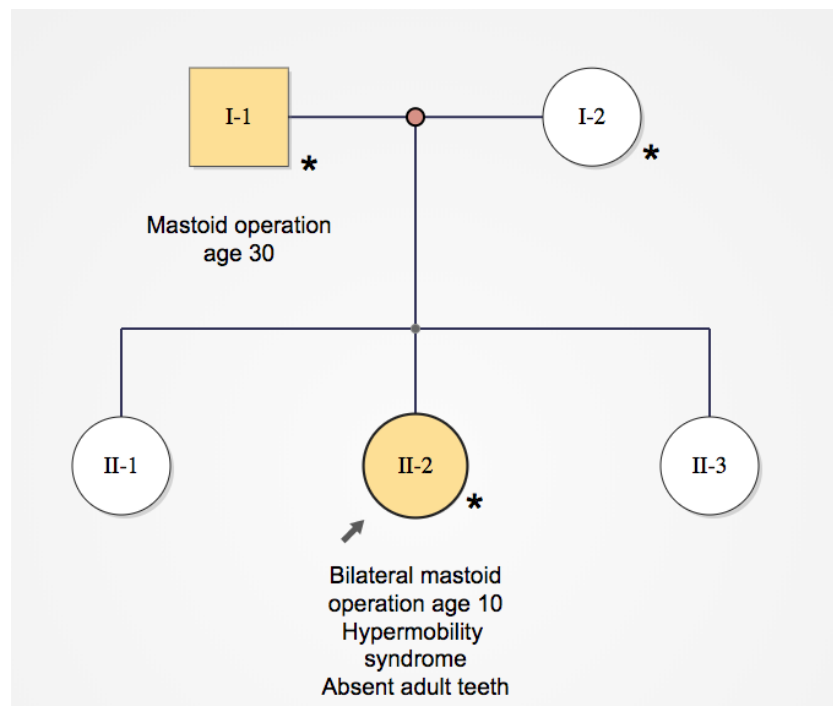 I-1
I-2
*
*
Mastoid operation
age 30
II-1
II-2
II-3
*
Bilateral mastoid
operation age 10
Hypermobility
syndrome
Absent adult teeth